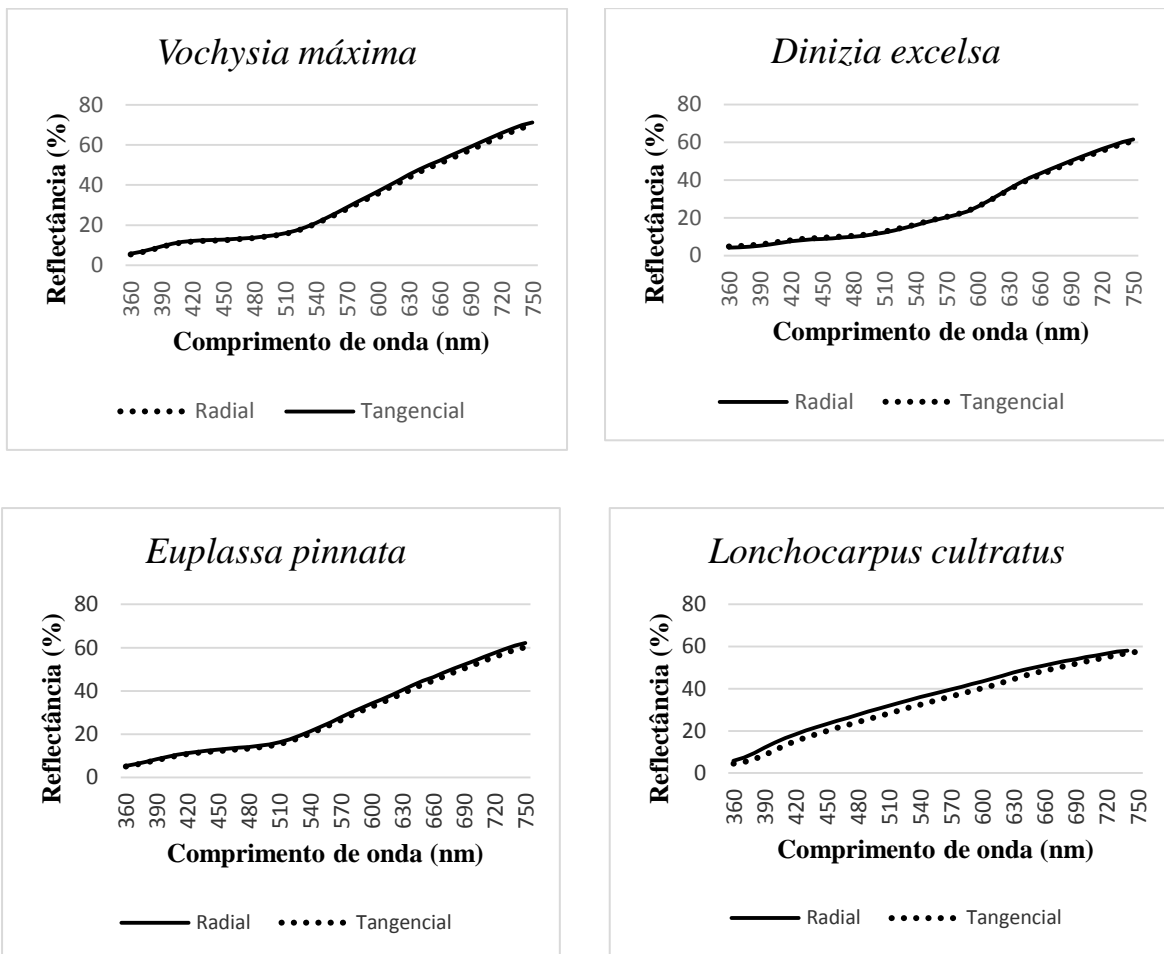 Vochysia máxima
Reflectância (%)
80
60
40
20
0
360 390 420 450 480 510 540 570 600 630 660 690 720 750
Comprimento de onda (nm)
Radial Tangencial
Dinizia excelsa
Reflectância (%)
80
60
40
20
0
360 390 420 450 480 510 540 570 600 630 660 690 720 750
Comprimento de onda (nm)
Radial Tangencial
Euplassa pinnata
Reflectância (%)
80
60
40
20
0
360 390 420 450 480 510 540 570 600 630 660 690 720 750
Comprimento de onda (nm)
Radial Tangencial
Lonchocarpus cultratus
Reflectância (%)
80
60
40
20
0
360 390 420 450 480 510 540 570 600 630 660 690 720 750
Comprimento de onda (nm)
Radial Tangencial